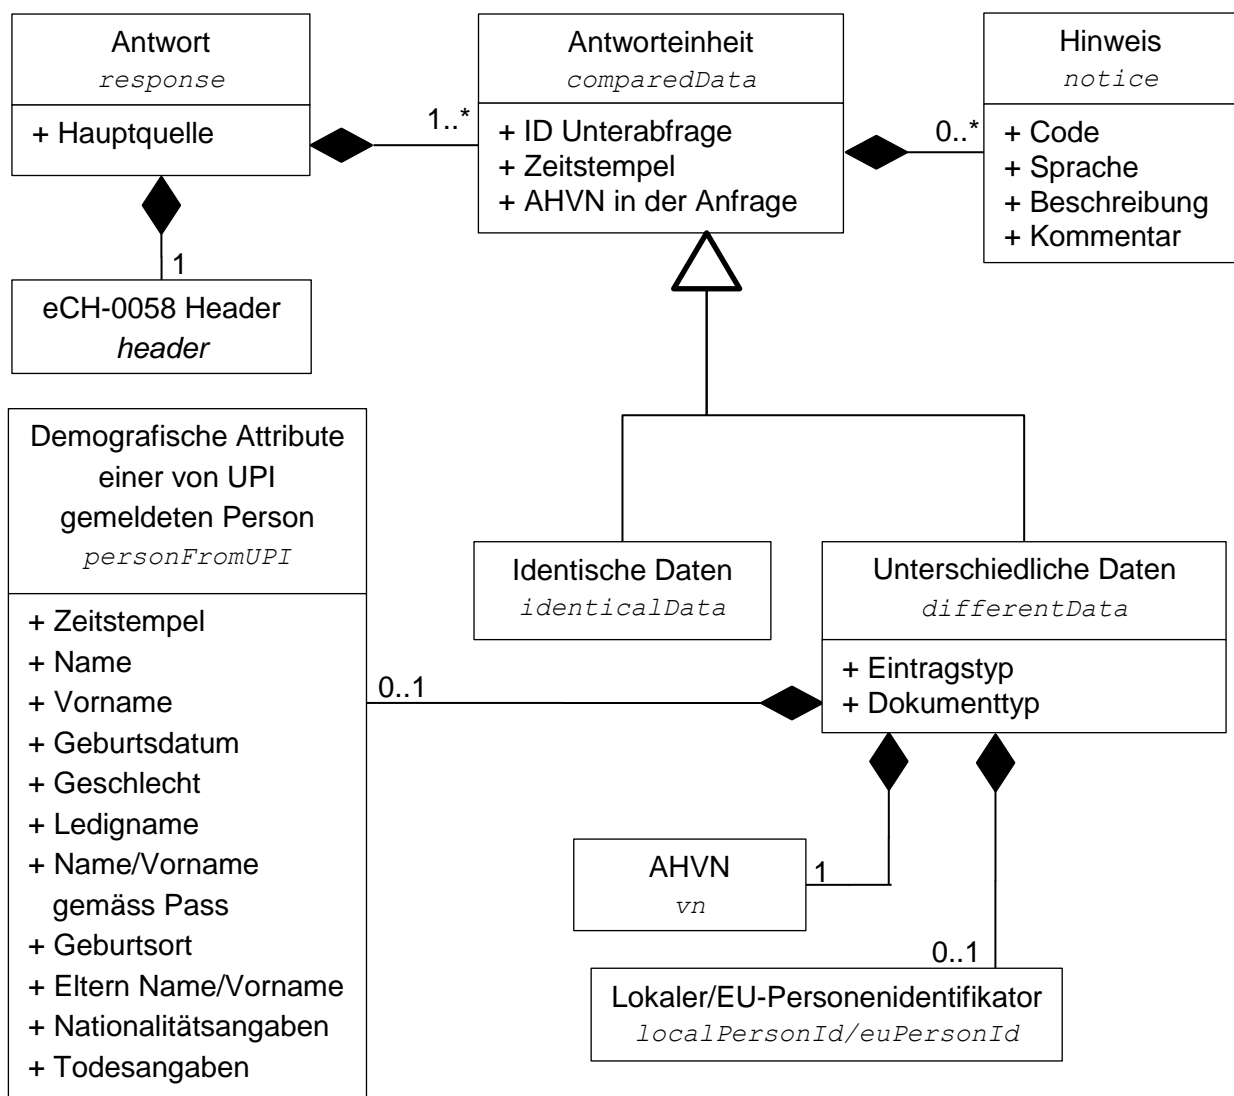 Antwort
response
+ Hauptquelle
1..*
1
eCH-0058 Header
header
Antworteinheit
comparedData
+ ID Unterabfrage
+ Zeitstempel
+ AHVN in der Anfrage
0..*
Hinweis
notice
+ Code
+ Sprache
+ Beschreibung
+ Kommentar
Demografische Attribute
einer von UPI
gemeldeten Person
personFromUPI
+ Zeitstempel
+ Name
+ Vorname
+ Geburtsdatum
+ Geschlecht
+ Ledigname
+ Name/Vorname
gemäss Pass
+ Geburtsort
+ Eltern Name/Vorname
+ Nationalitätsangaben
+ Todesangaben
0..1
Identische Daten
identicalData
Unterschiedliche Daten
differentData
+ Eintragstyp
+ Dokumenttyp
AHVN
vn
1
0..1
Lokaler/EU-Personenidentifikator
localPersonId/euPersonId